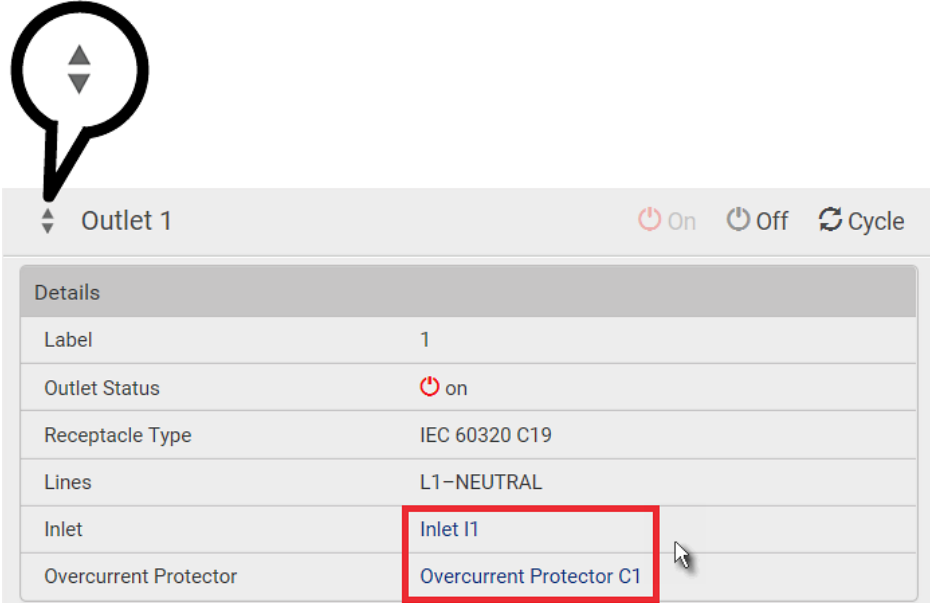 Outlet 1 On Off Cycle
Details
Label 1
Outlet Status on
Receptacle Type IEC 60320 C19
Lines L1–NEUTRAL
Inlet Inlet I1
Overcurrent Protector Overcurrent Protector C1